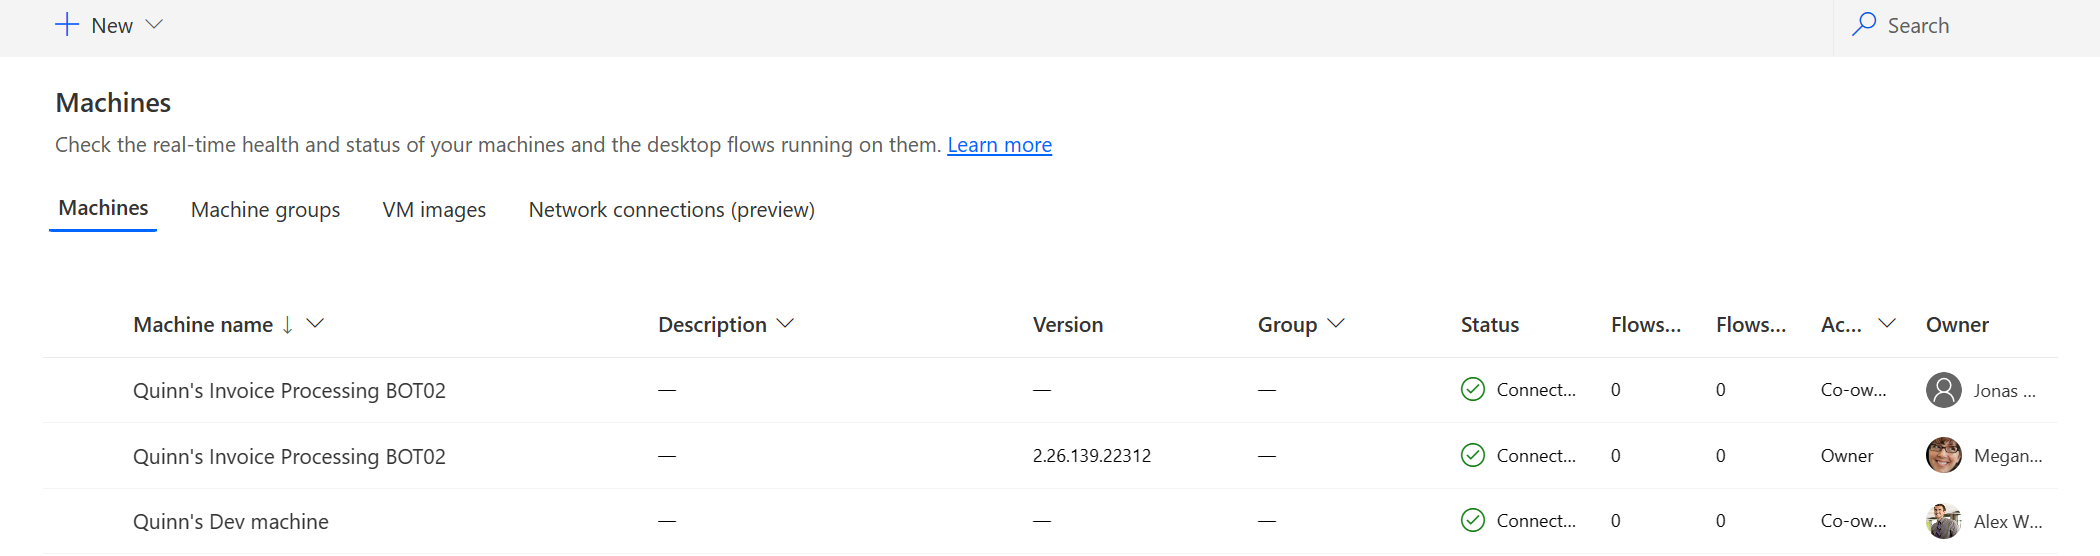 New
Search
Machines
Check the real-time health and status of your machines and the desktop flows running on them. Learn more
Machines Machine groups VM images Network connections (preview)
Machine name Description Version Group Status Flows... Flows... Ac... Owner
Quinn's Invoice Processing BOT02 — — — Connect... 0 0 Co-ow... Jonas ...
Quinn's Invoice Processing BOT02 — 2.26.139.22312 — Connect... 0 0 Owner Megan...
Quinn's Dev machine — — — Connect... 0 0 Co-ow... Alex W...